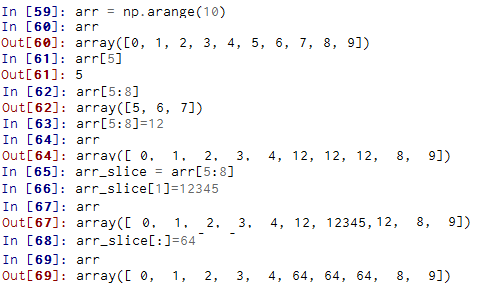 In [59]: arr = np.arange(10)
In [60]: arr
Out[60]: array([0, 1, 2, 3, 4, 5, 6, 7, 8, 9])
In [61]: arr[5]
Out[61]: 5
In [62]: arr[5:8]
Out[62]: array([5, 6, 7])
In [63]: arr[5:8]=12
In [64]: arr
Out[64]: array([ 0, 1, 2, 3, 4, 12, 12, 12, 8, 9])
In [65]: arr_slice = arr[5:8]
In [66]: arr_slice[1]=12345
In [67]: arr
Out[67]: array([ 0, 1, 2, 3, 4, 12, 12345, 12, 8, 9])
In [68]: arr_slice[:]=64
In [69]: arr
Out[69]: array([ 0, 1, 2, 3, 4, 64, 64, 64, 8, 9])